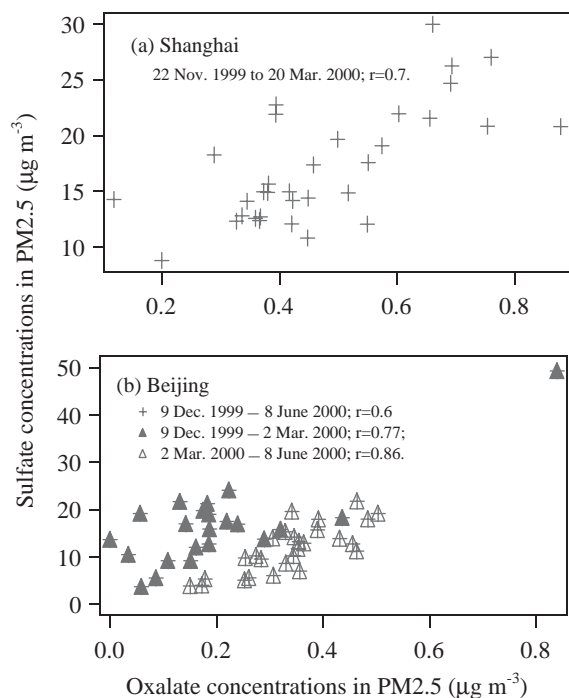 Sulfate concentrations in PM2.5 (µg m⁻³)
(a) Shanghai
22 Nov. 1999 to 20 Mar. 2000; r=0.7.
30
25
20
15
10
0.2 0.4 0.6 0.8
(b) Beijing
9 Dec. 1999 – 8 June 2000; r=0.6
9 Dec. 1999 – 2 Mar. 2000; r=0.77;
2 Mar. 2000 – 8 June 2000; r=0.86.
50
40
30
20
10
0
0.0 0.2 0.4 0.6 0.8
Oxalate concentrations in PM2.5 (µg m⁻³)